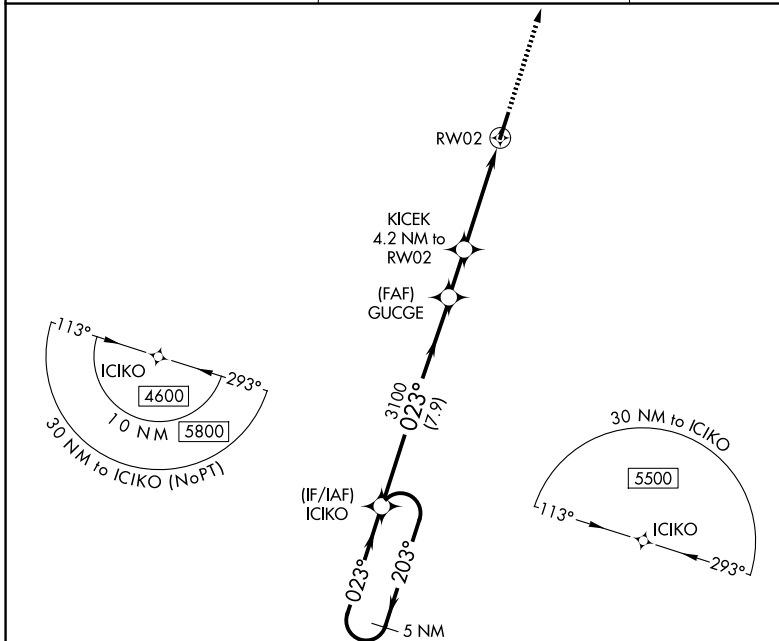 RW02
KICEK
4.2 NM to
RW02
(FAF)
GUCGE
113°
ICIKO
293°
4600
10 NM
5800
30 NM to ICIKO (NoPT)
3100
023°
(7.9)
30 NM to ICIKO
5500
113°
ICIKO
293°
(IF/IAF)
ICIKO
023°
203°
5 NM